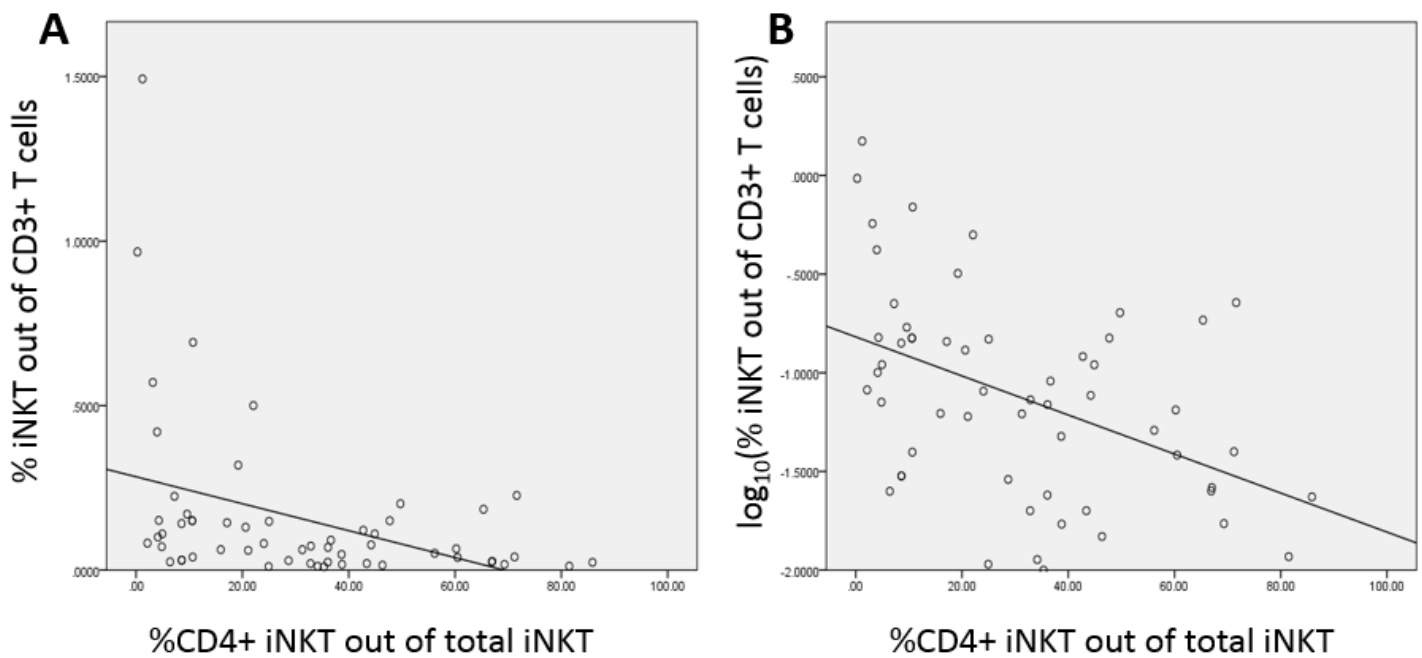 A
% iNKT out of CD3+ T cells
1.5000
1.0000
.5000
.0000
.00 20.00 40.00 60.00 80.00 100.00
%CD4+ iNKT out of total iNKT
B
log₁₀(% iNKT out of CD3+ T cells)
.5000
.0000
-.5000
-1.0000
-1.5000
-2.0000
.00 20.00 40.00 60.00 80.00 100.00
%CD4+ iNKT out of total iNKT